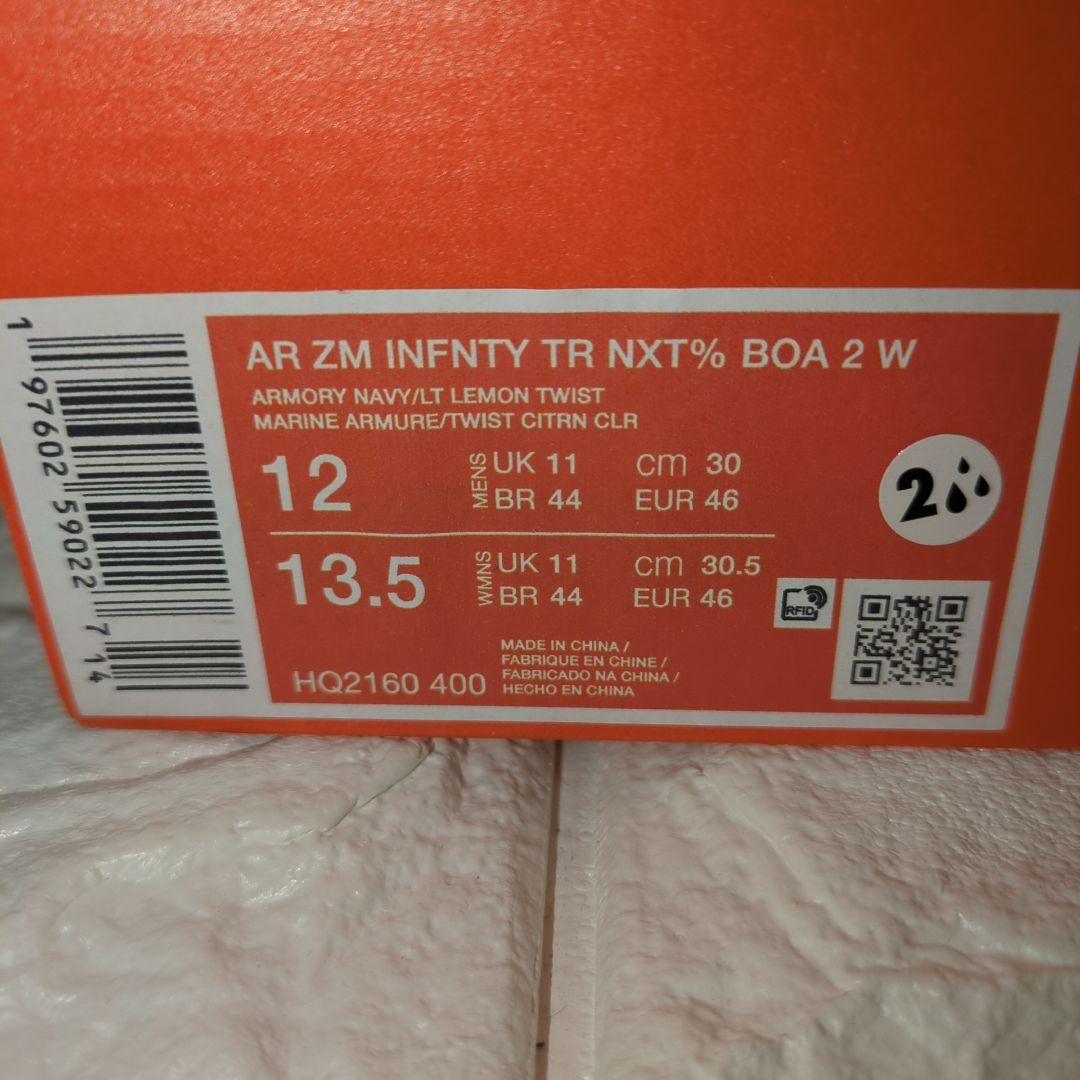 AR ZM INFNTY TR NXT% BOA 2 W
ARMORY NAVY/LT LEMON TWIST
MARINE ARMURE/TWIST CITRN CLR
12 MENS UK 11 cm 30
BR 44 EUR 46
13.5 WMNS UK 11 cm 30.5
BR 44 EUR 46
HQ2160 400
MADE IN CHINA /
FABRIQUE EN CHINE /
FABRICADO NA CHINA /
HECHO EN CHINA
RFID
2
1 97602 59022 7 14